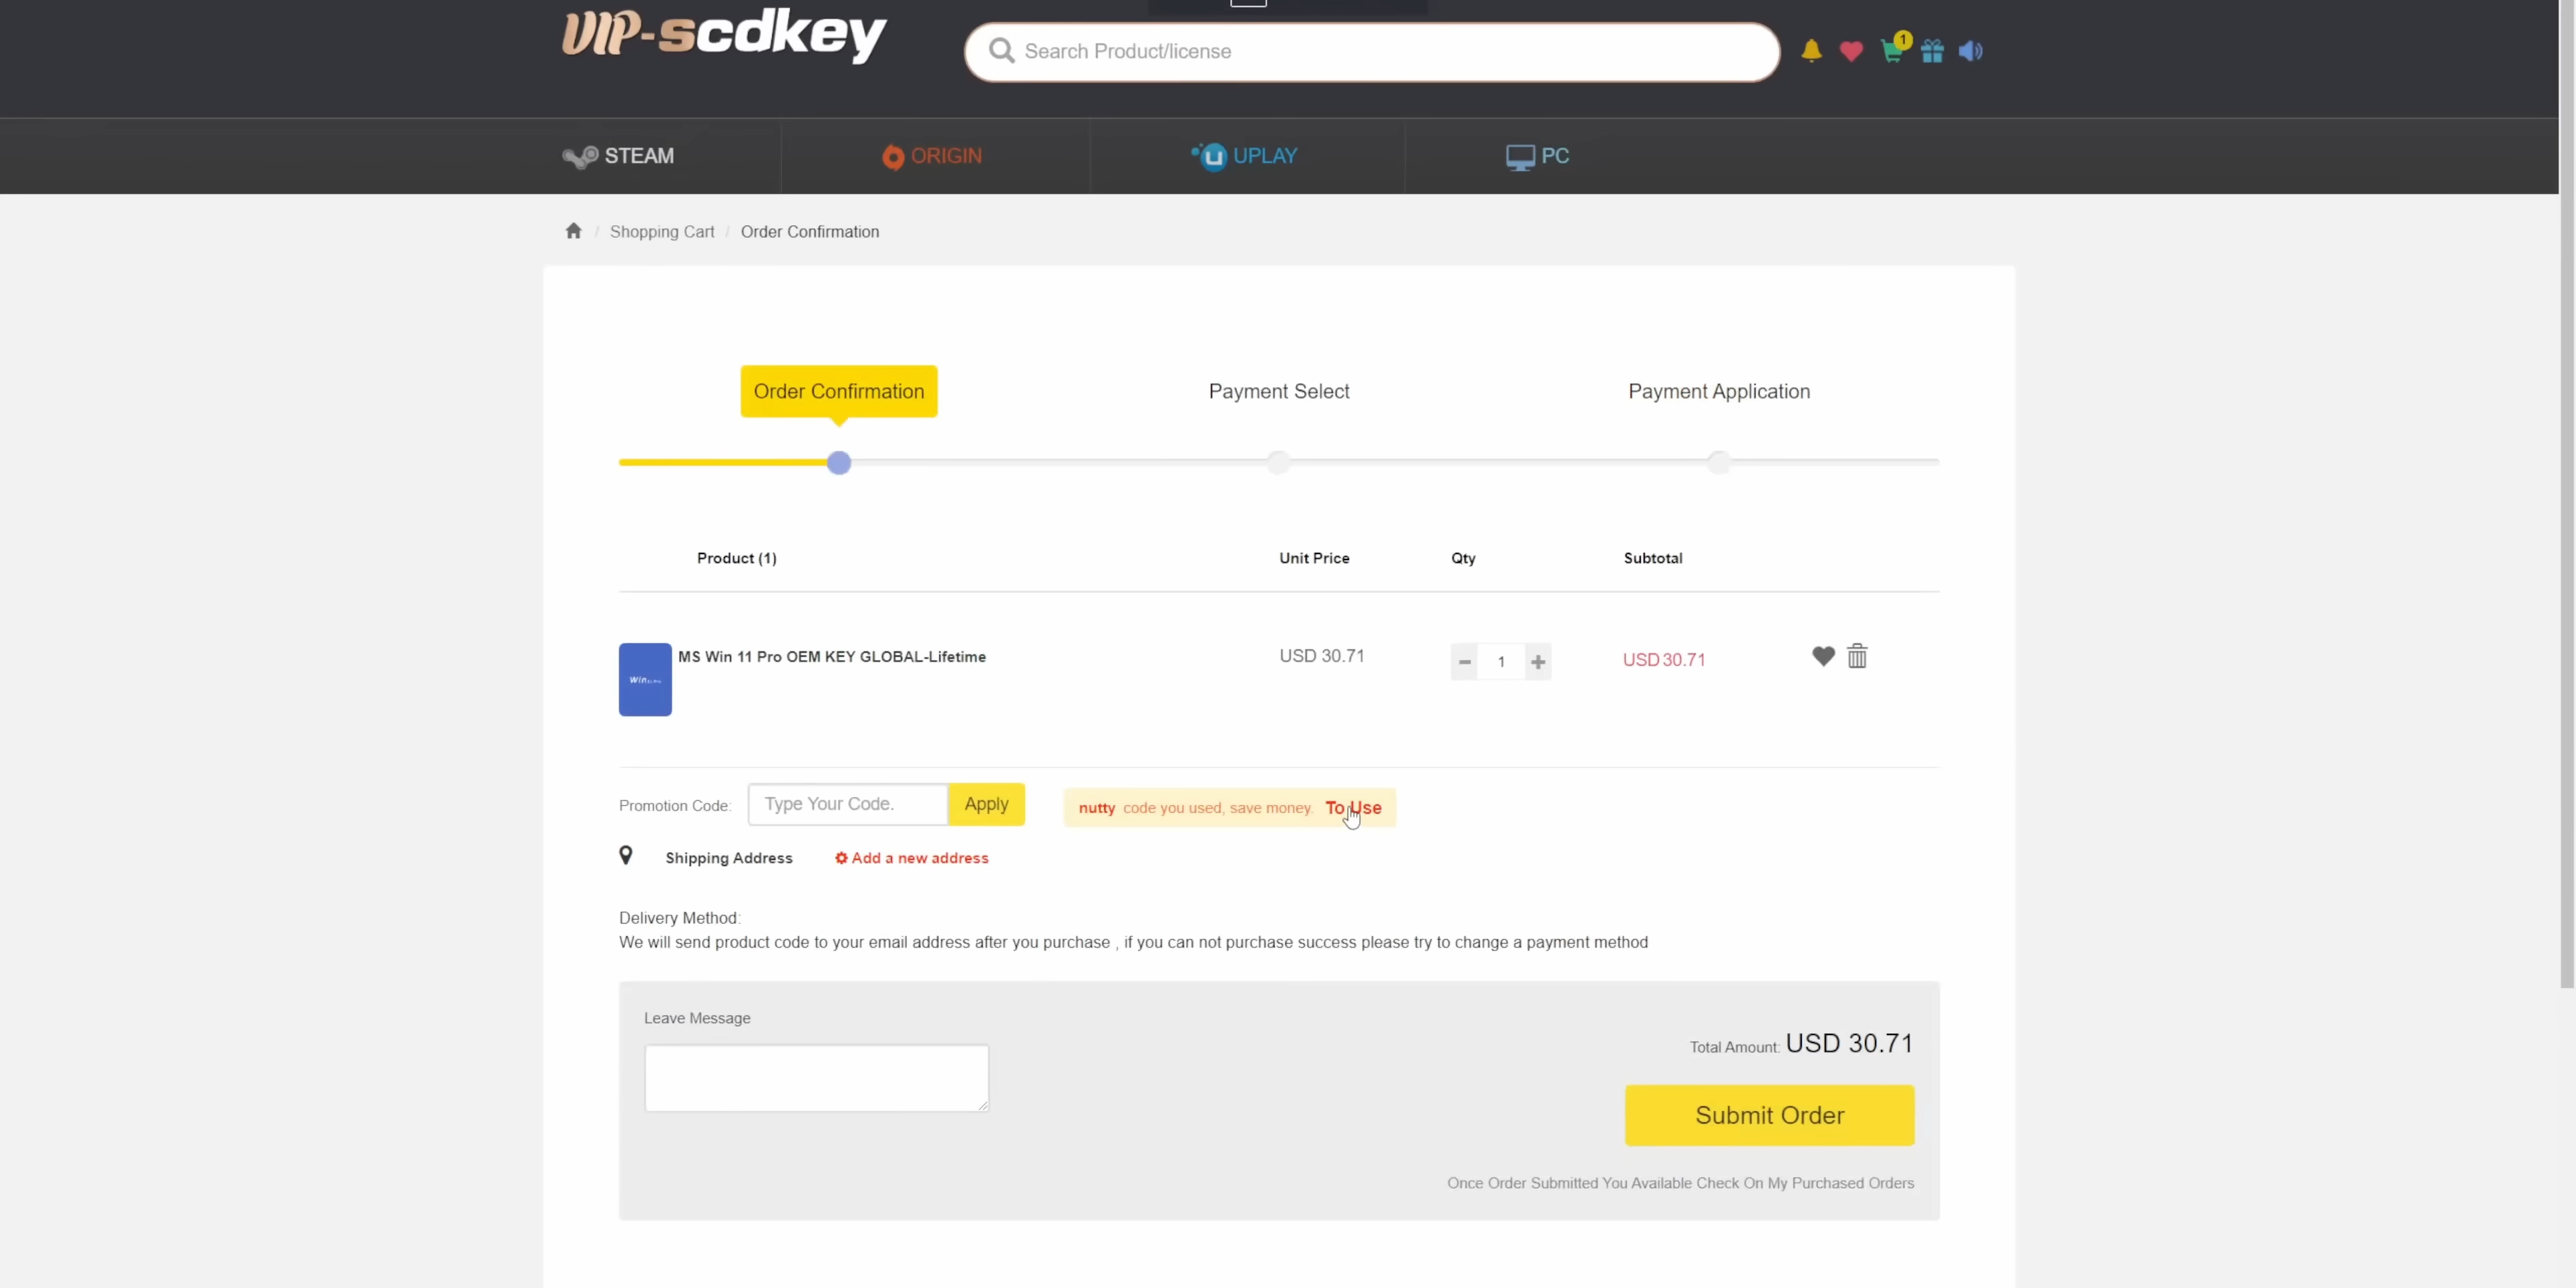 VIP-scdkey
Search Product/license
1
STEAM
ORIGIN
UPLAY
PC
/ Shopping Cart / Order Confirmation
Order Confirmation
Payment Select
Payment Application
Product (1)
Unit Price
Qty
Subtotal
Win
MS Win 11 Pro OEM KEY GLOBAL-Lifetime
USD 30.71
1
USD 30.71
Promotion Code:
Type Your Code.
Apply
nutty code you used, save money. To Use
Shipping Address
Add a new address
Delivery Method:
We will send product code to your email address after you purchase , if you can not purchase success please try to change a payment method
Leave Message
Total Amount: USD 30.71
Submit Order
Once Order Submitted You Available Check On My Purchased Orders